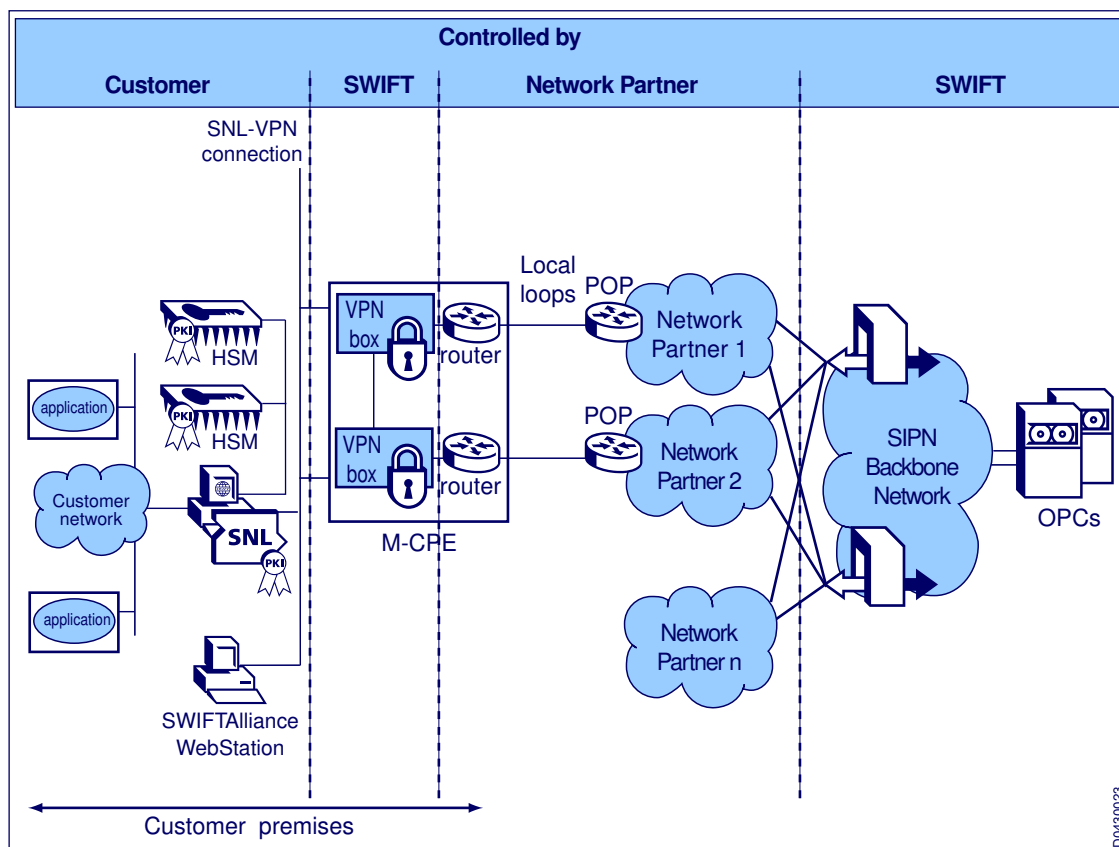 Controlled by
Customer
SWIFT
Network Partner
SWIFT
SNL-VPN
connection
Local
loops
POP
VPN
box
router
Network
Partner 1
PKI
HSM
application
PKI
HSM
POP
VPN
box
router
Network
Partner 2
SIPN
Backbone
Network
OPCs
Customer
network
SNL
PKI
M-CPE
application
Network
Partner n
SWIFTAlliance
WebStation
Customer premises
D0430023